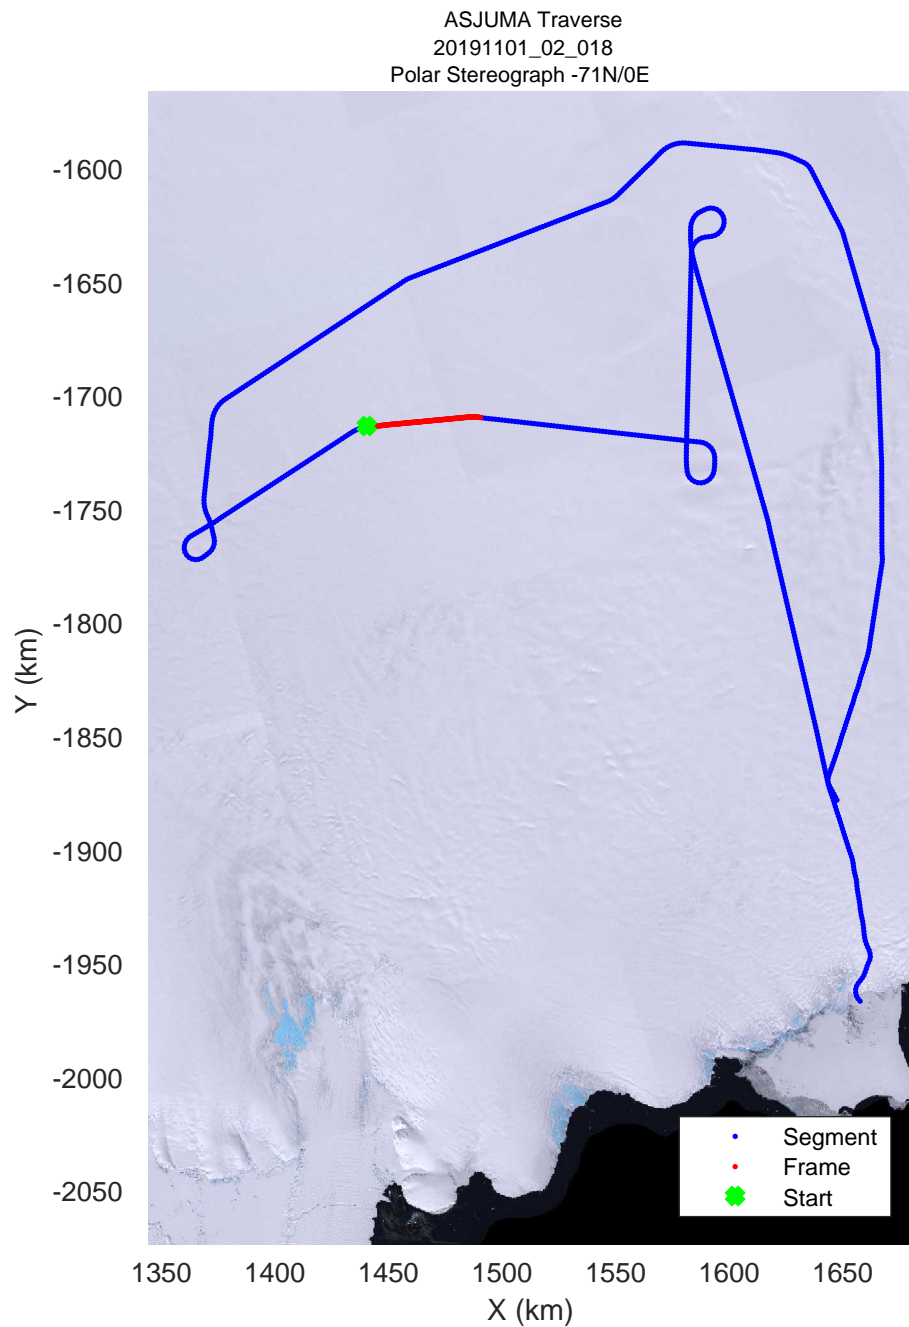 ASJUMA Traverse
20191101_02_018
Polar Stereograph -71N/0E
-1600
-1650
-1700
-1750
-1800
-1850
-1900
-1950
-2000
-2050
Y (km)
Segment
Frame
Start
1350 1400 1450 1500 1550 1600 1650
X (km)